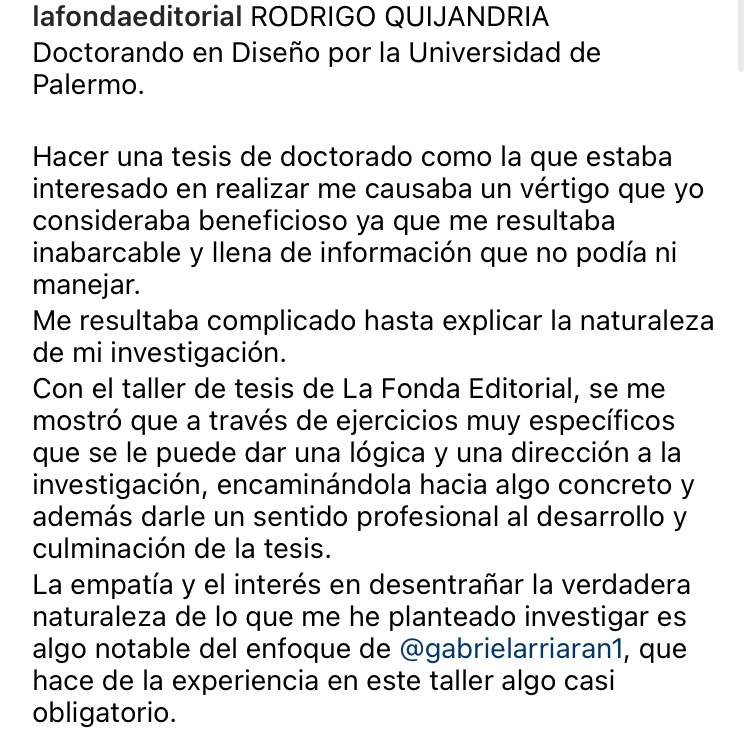 lafondaeditorial RODRIGO QUIJANDRIA
Doctorando en Diseño por la Universidad de
Palermo.
Hacer una tesis de doctorado como la que estaba
interesado en realizar me causaba un vértigo que yo
consideraba beneficioso ya que me resultaba
inabarcable y llena de información que no podía ni
manejar.
Me resultaba complicado hasta explicar la naturaleza
de mi investigación.
Con el taller de tesis de La Fonda Editorial, se me
mostró que a través de ejercicios muy específicos
que se le puede dar una lógica y una dirección a la
investigación, encaminándola hacia algo concreto y
además darle un sentido profesional al desarrollo y
culminación de la tesis.
La empatía y el interés en desentrañar la verdadera
naturaleza de lo que me he planteado investigar es
algo notable del enfoque de @gabrielarriaran1, que
hace de la experiencia en este taller algo casi
obligatorio.